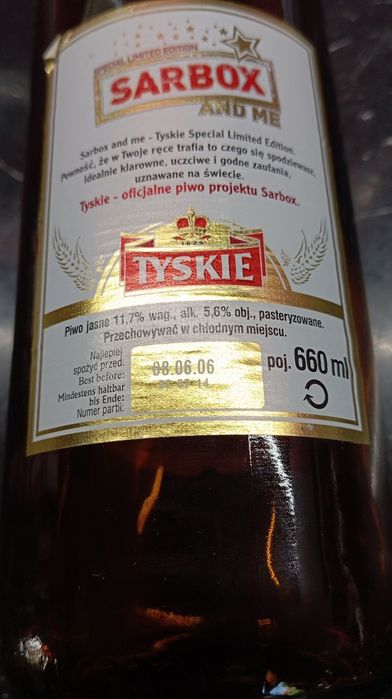 SPECIAL LIMITED EDITION
SARBOX
AND ME
Sarbox and me - Tyskie Special Limited Edition.
Pewność, że w Twoje ręce trafia to czego się spodziewasz,
idealnie klarowne, uczciwe i godne zaufania,
uznawane na świecie.
Tyskie - oficjalne piwo projektu Sarbox.
1629
TYSKIE
Piwo jasne 11,7% wag., alk. 5,6% obj., pasteryzowane.
Przechowywać w chłodnym miejscu.
Najlepiej
spożyć przed:
Best before:
Mindestens haltbar
bis Ende:
Numer partii:
08.06.06
poj. 660 ml